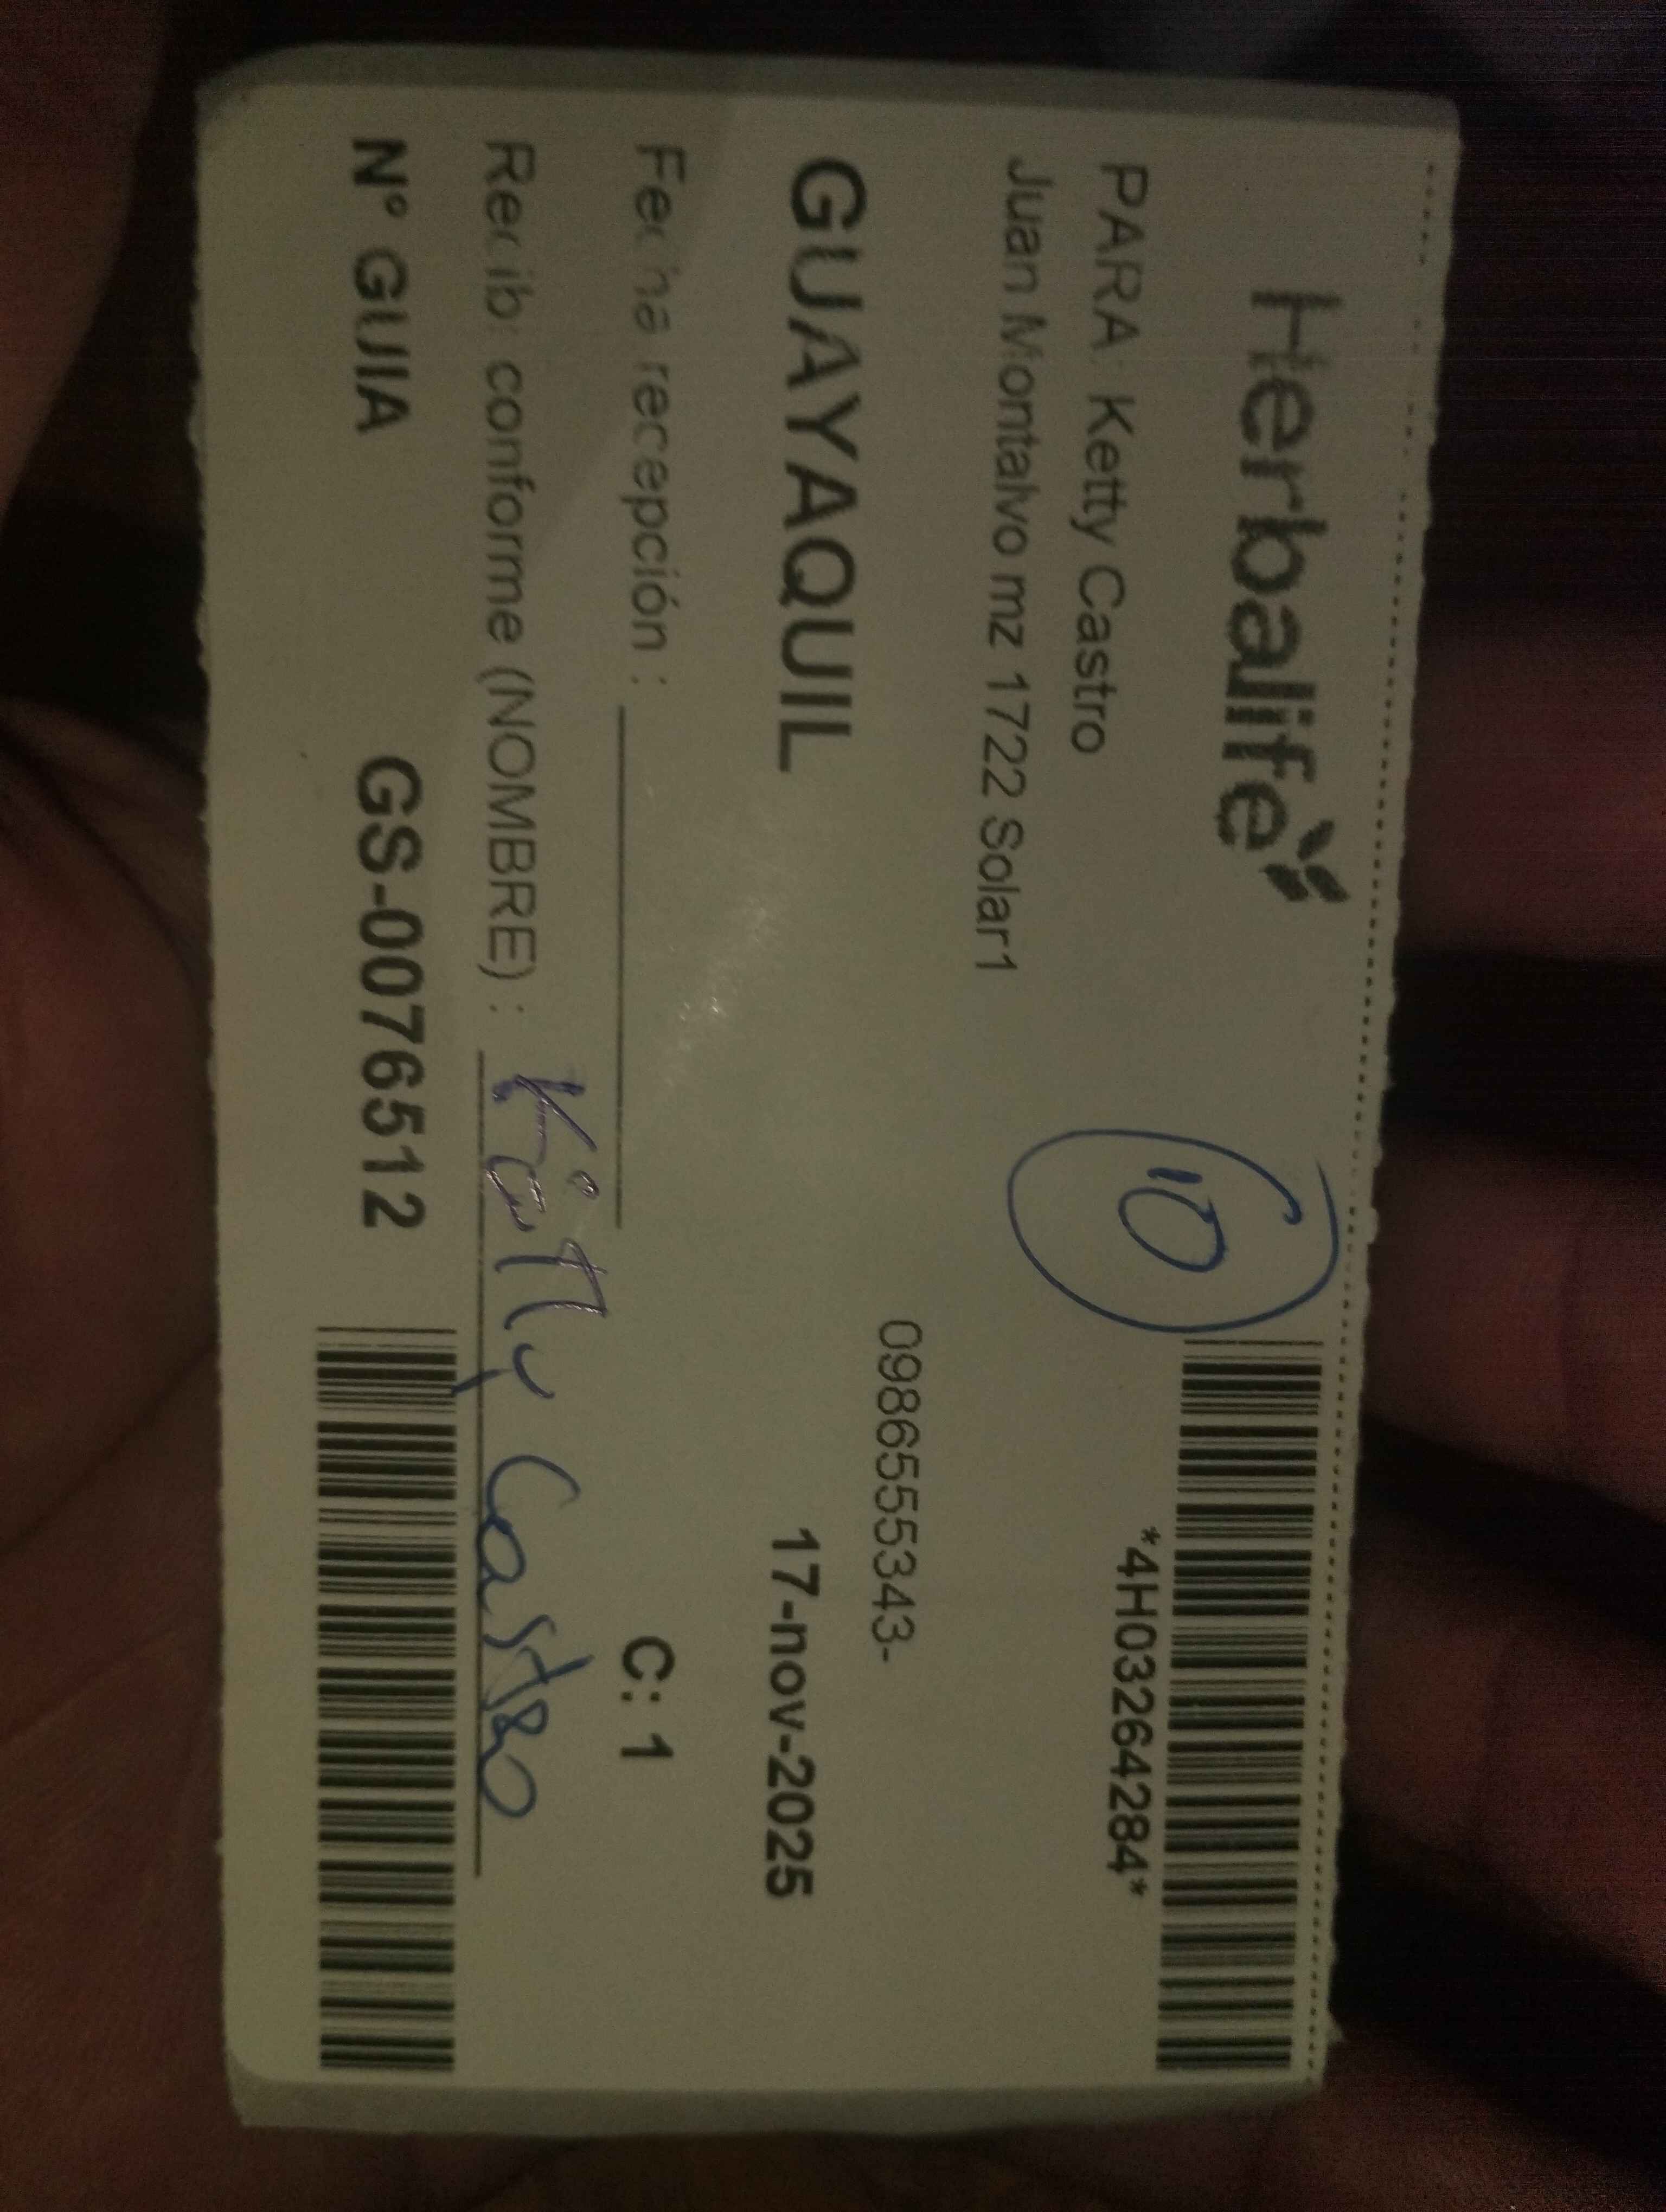 Herbalife
10
*4H03264284*
PARA: Ketty Castro
Juan Montalvo mz 1722 Solar1
0986555343-
GUAYAQUIL 17-nov-2025
Fecha recepción : C: 1
Recib: conforme (NOMBRE) : Ketty Castro
N° GUIA GS-0076512